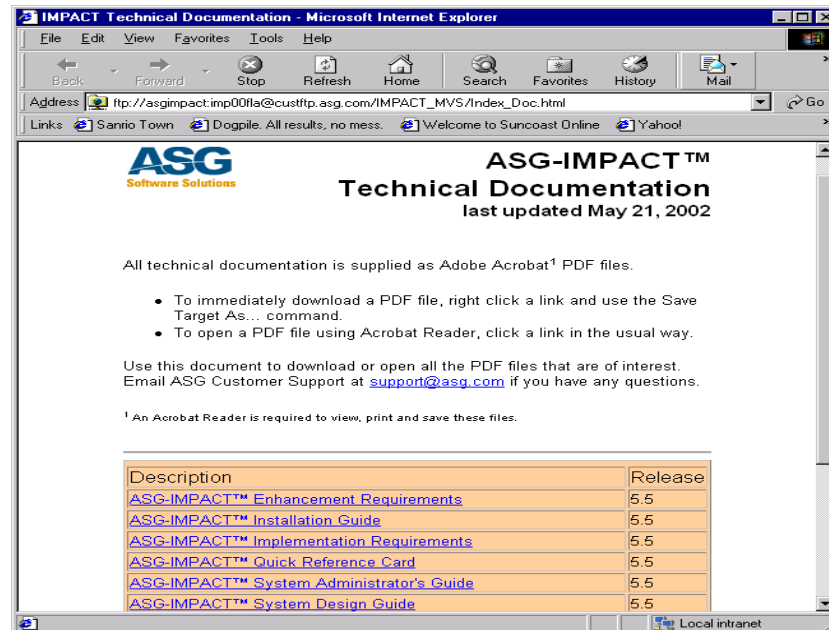 IMPACT Technical Documentation - Microsoft Internet Explorer
File Edit View Favorites Tools Help
Back Forward Stop Refresh Home Search Favorites History Mail
Address ftp://asgimpact:imp00fla@custftp.asg.com/IMPACT_MVS/Index_Doc.html Go
Links Sanrio Town Dogpile. All results, no mess. Welcome to Suncoast Online Yahoo!
ASG
Software Solutions
ASG-IMPACT™
Technical Documentation
last updated May 21, 2002
All technical documentation is supplied as Adobe Acrobat¹ PDF files.
• To immediately download a PDF file, right click a link and use the Save
Target As... command.
• To open a PDF file using Acrobat Reader, click a link in the usual way.
Use this document to download or open all the PDF files that are of interest.
Email ASG Customer Support at support@asg.com if you have any questions.
¹ An Acrobat Reader is required to view, print and save these files.
Description Release
ASG-IMPACT™ Enhancement Requirements 5.5
ASG-IMPACT™ Installation Guide 5.5
ASG-IMPACT™ Implementation Requirements 5.5
ASG-IMPACT™ Quick Reference Card 5.5
ASG-IMPACT™ System Administrator's Guide 5.5
ASG-IMPACT™ System Design Guide 5.5
Local intranet